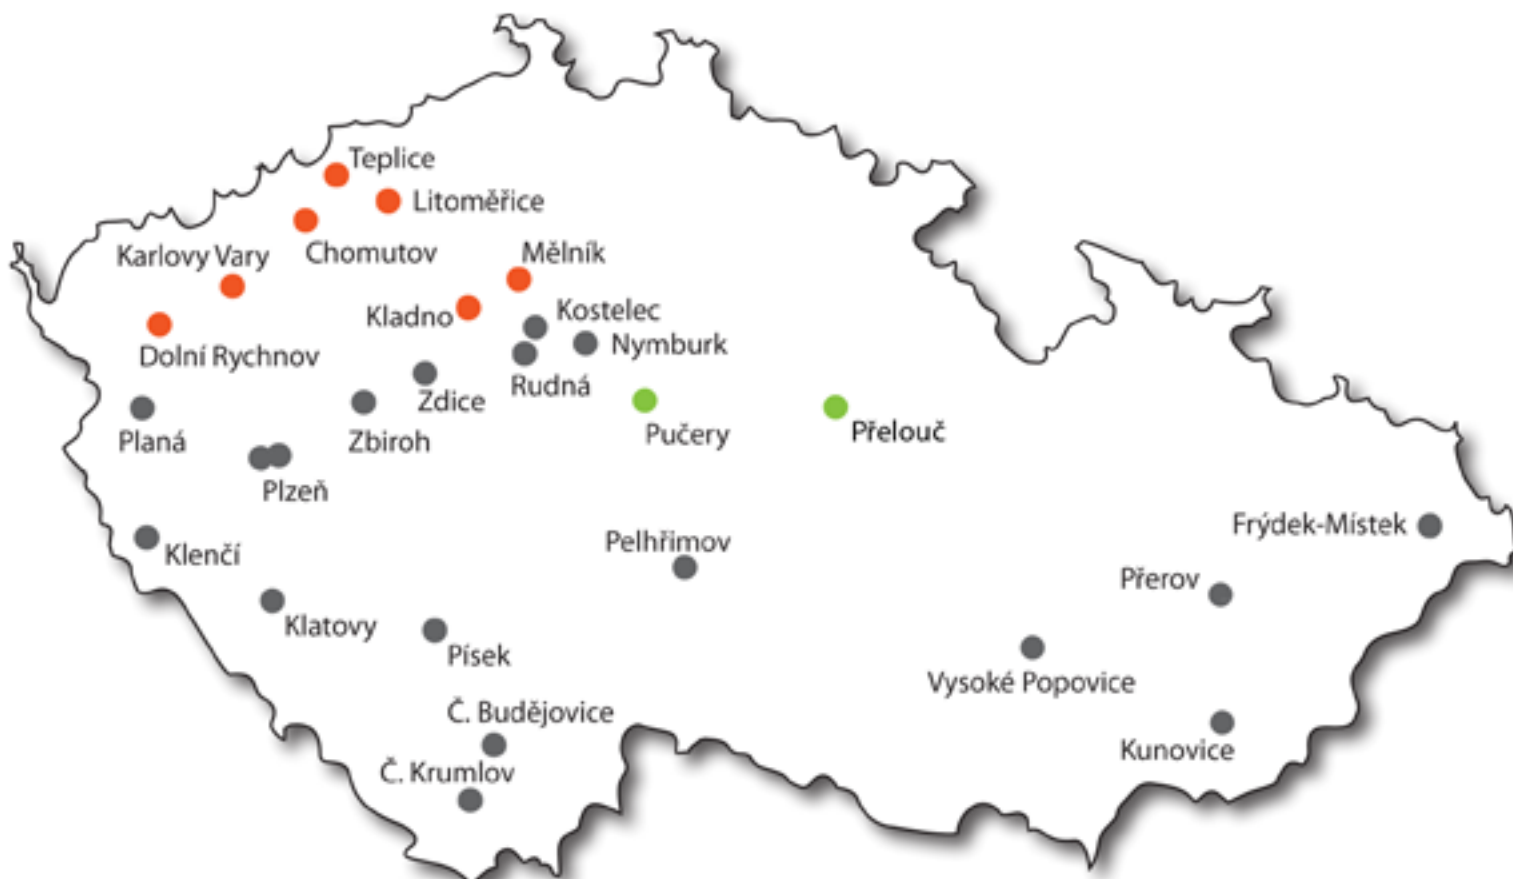 Teplice
Litoměřice
Karlovy Vary
Chomutov
Mělník
Kladno
Kostelec
Nymburk
Dolní Rychnov
Rudná
Zdice
Planá
Zbiroh
Pučery
Přelouč
Plzeň
Frýdek-Místek
Klenčí
Pelhřimov
Přerov
Klatovy
Písek
Vysoké Popovice
Č. Budějovice
Kunovice
Č. Krumlov